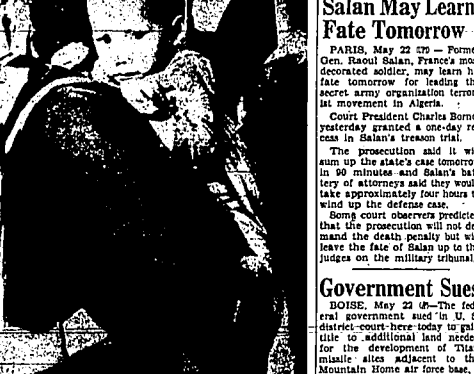 Salan May Learn
Fate Tomorrow
PARIS, May 22 — Forme
Gen. Raoul Salan, France's mos
decorated soldier, may learn h
fate tomorrow for leading th
secret army organization terror
ist movement in Algeria.
Court President Charles Borne
yesterday granted a one-day re
cess in Salan's treason trial.
The prosecution said it wi
sum up the state's case tomorro
in 90 minutes and Salan's bat
tery of attorneys said they woul
take approximately four hours t
wind up the defense case.
Some court observers predicte
that the prosecution will not de
mand the death penalty but wi
leave the fate of Salan up to th
judges on the military tribunal.
Government Sues
BOISE, May 22 (P)—The fed
eral government sued in U. S
district court here today to gai
title to additional land neede
for the development of Tita
missile sites adjacent to th
Mountain Home air force base.